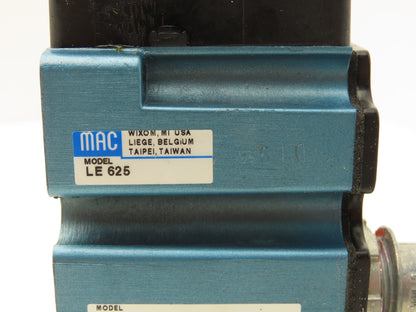 MAC
WIXOM, MI USA
LIEGE, BELGIUM
TAIPEI, TAIWAN
MODEL
LE 625
MODEL